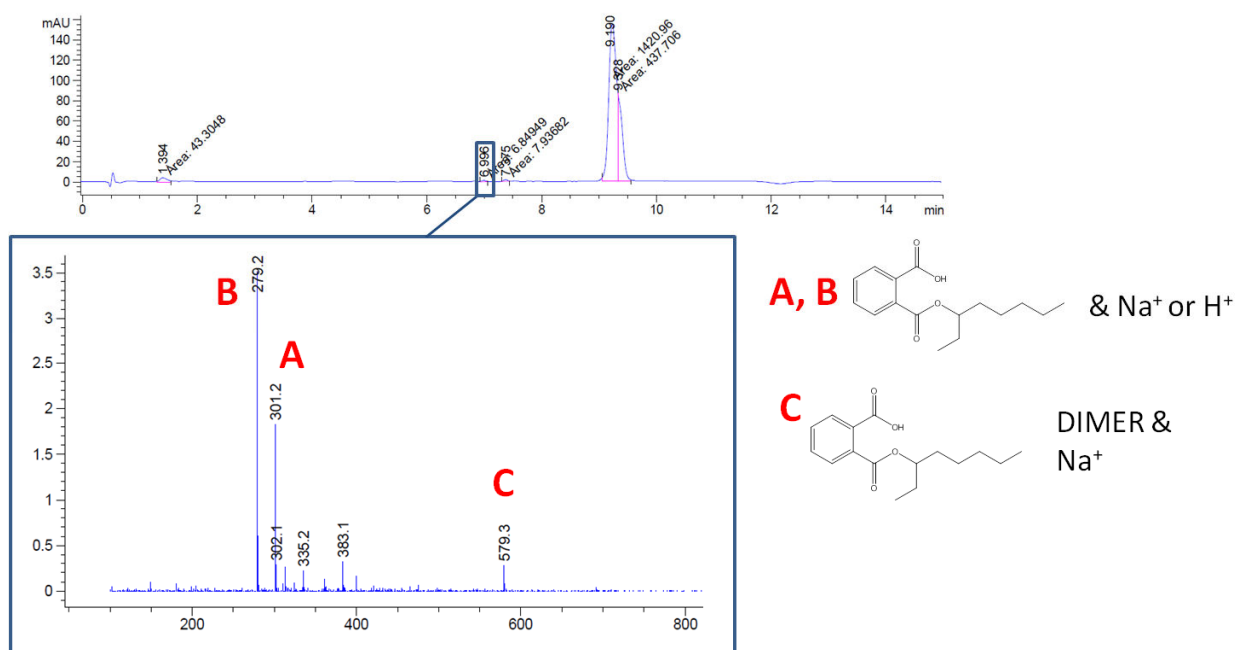 mAU
140
120
100
80
60
40
20
0
1.394
Area: 43.3048
6.996
Area: 6.84949
Area: 7.93682
9.190
Area: 1420.96
Area: 437.706
0
2
4
6
8
10
12
14
min
3.5
3
2.5
2
1.5
1
0.5
0
B
279.2
A
301.2
302.1
335.2
383.1
C
579.3
200
400
600
800
A, B
O
OH
O
O
& Na⁺ or H⁺
C
O
OH
O
O
DIMER &
Na⁺